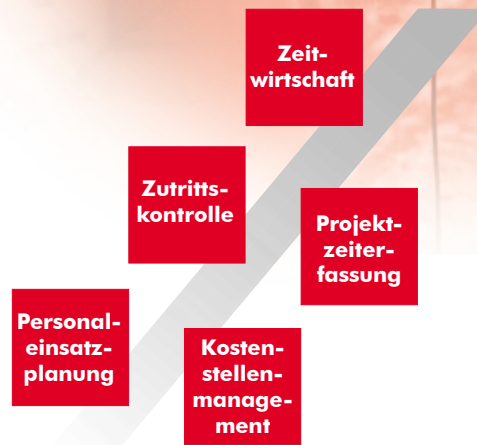 Zeit-
wirtschaft
Zutritts-
kontrolle
Projekt-
zeiter-
fassung
Personal-
einsatz-
planung
Kosten-
stellen-
manage-
ment